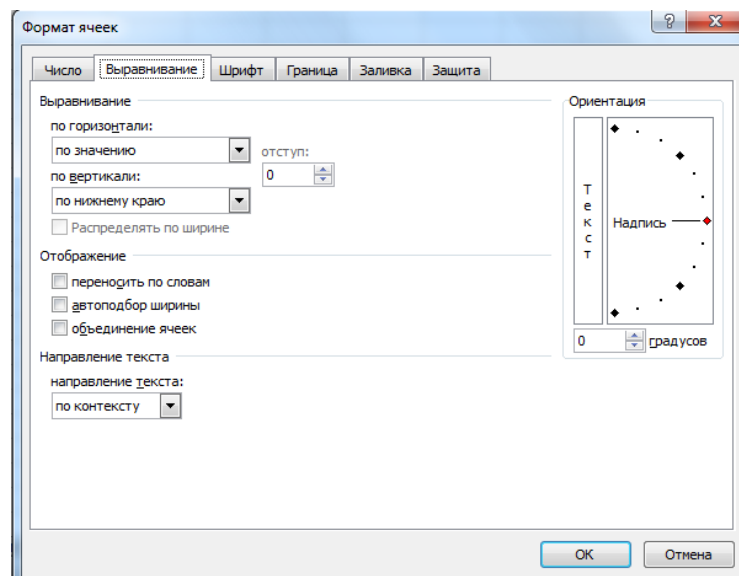 Формат ячеек
Число Выравнивание Шрифт Граница Заливка Защита
Выравнивание
по горизонтали:
по значению
отступ:
0
по вертикали:
по нижнему краю
Распределять по ширине
Отображение
переносить по словам
автоподбор ширины
объединение ячеек
Направление текста
направление текста:
по контексту
Ориентация
Текст
Надпись
0 градусов
ОК Отмена